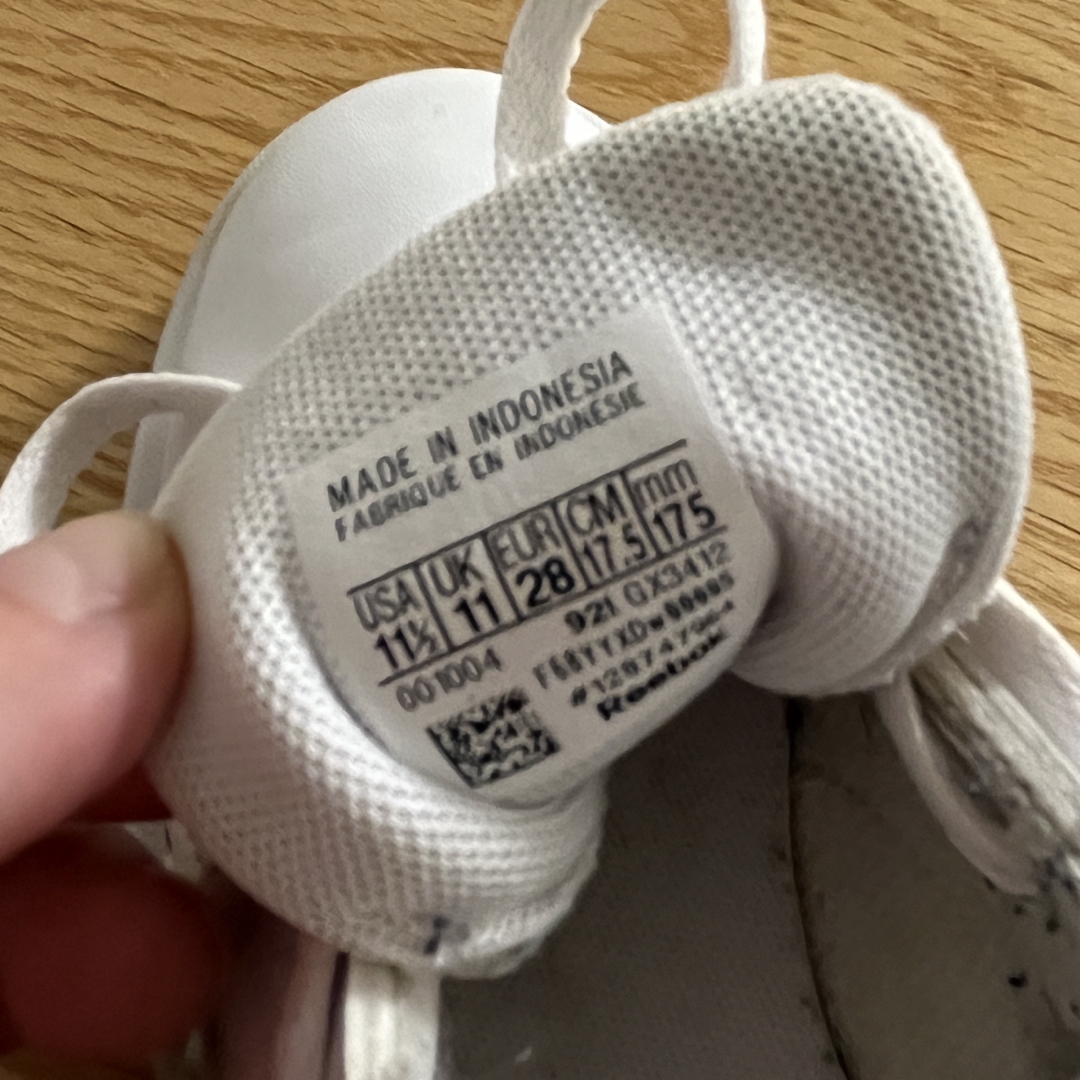 MADE IN INDONESIA
FABRIQUE EN INDONESIE
USA UK EUR CM mm
11½ 11 28 17.5 175
921 GX3412
001004
Reebok